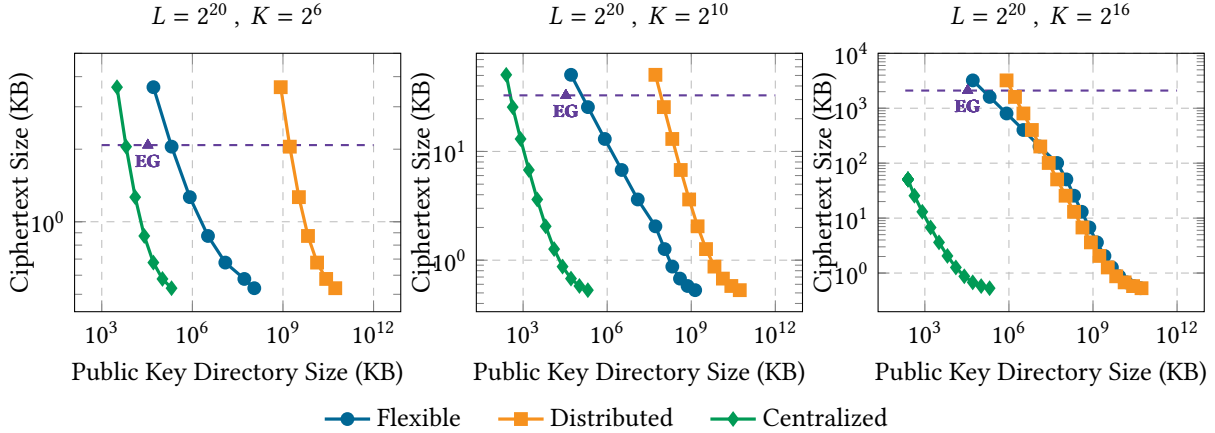 L = 2^20 , K = 2^6
L = 2^20 , K = 2^10
L = 2^20 , K = 2^16
Ciphertext Size (KB)
10^0
EG
10^3 10^6 10^9 10^12
Public Key Directory Size (KB)
Ciphertext Size (KB)
10^1
10^0
EG
10^3 10^6 10^9 10^12
Public Key Directory Size (KB)
Ciphertext Size (KB)
10^4
10^3
10^2
10^1
10^0
EG
10^3 10^6 10^9 10^12
Public Key Directory Size (KB)
Flexible Distributed Centralized